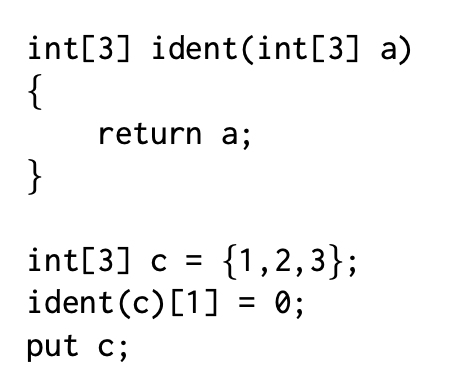 int[3] ident(int[3] a)
{
    return a;
}

int[3] c = {1,2,3};
ident(c)[1] = 0;
put c;